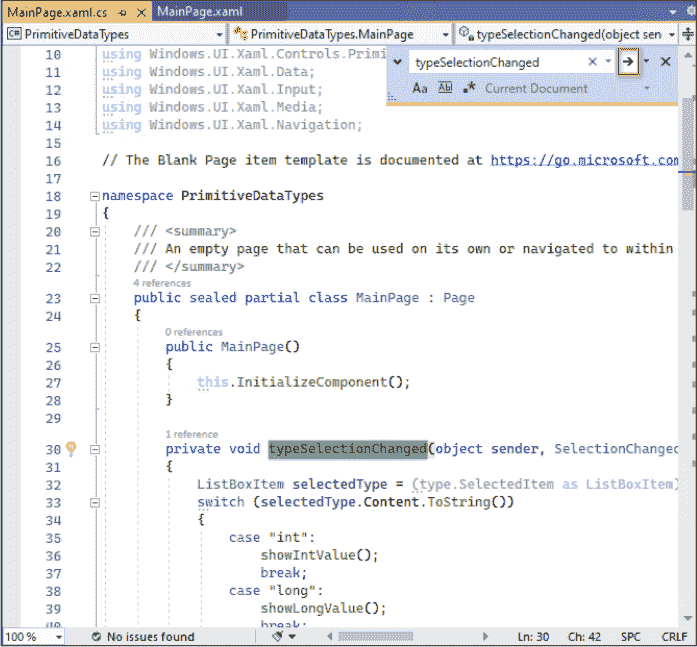 MainPage.xaml.cs MainPage.xaml
PrimitiveDataTypes PrimitiveDataTypes.MainPage typeSelectionChanged(object sen
typeSelectionChanged
Aa Ab .* Current Document
10 using Windows.UI.Xaml.Controls.Primi
11 using Windows.UI.Xaml.Data;
12 using Windows.UI.Xaml.Input;
13 using Windows.UI.Xaml.Media;
14 using Windows.UI.Xaml.Navigation;
15
16 // The Blank Page item template is documented at https://go.microsoft.com
17
18 namespace PrimitiveDataTypes
19 {
20 /// <summary>
21 /// An empty page that can be used on its own or navigated to within
22 /// </summary>
4 references
23 public sealed partial class MainPage : Page
24 {
0 references
25 public MainPage()
26 {
27 this.InitializeComponent();
28 }
29
1 reference
30 private void typeSelectionChanged(object sender, SelectionChanged
31 {
32 ListBoxItem selectedType = (type.SelectedItem as ListBoxItem)
33 switch (selectedType.Content.ToString())
34 {
35 case "int":
36 showIntValue();
37 break;
38 case "long":
39 showLongValue();
40 break;
100 % No issues found Ln: 30 Ch: 42 SPC CRLF